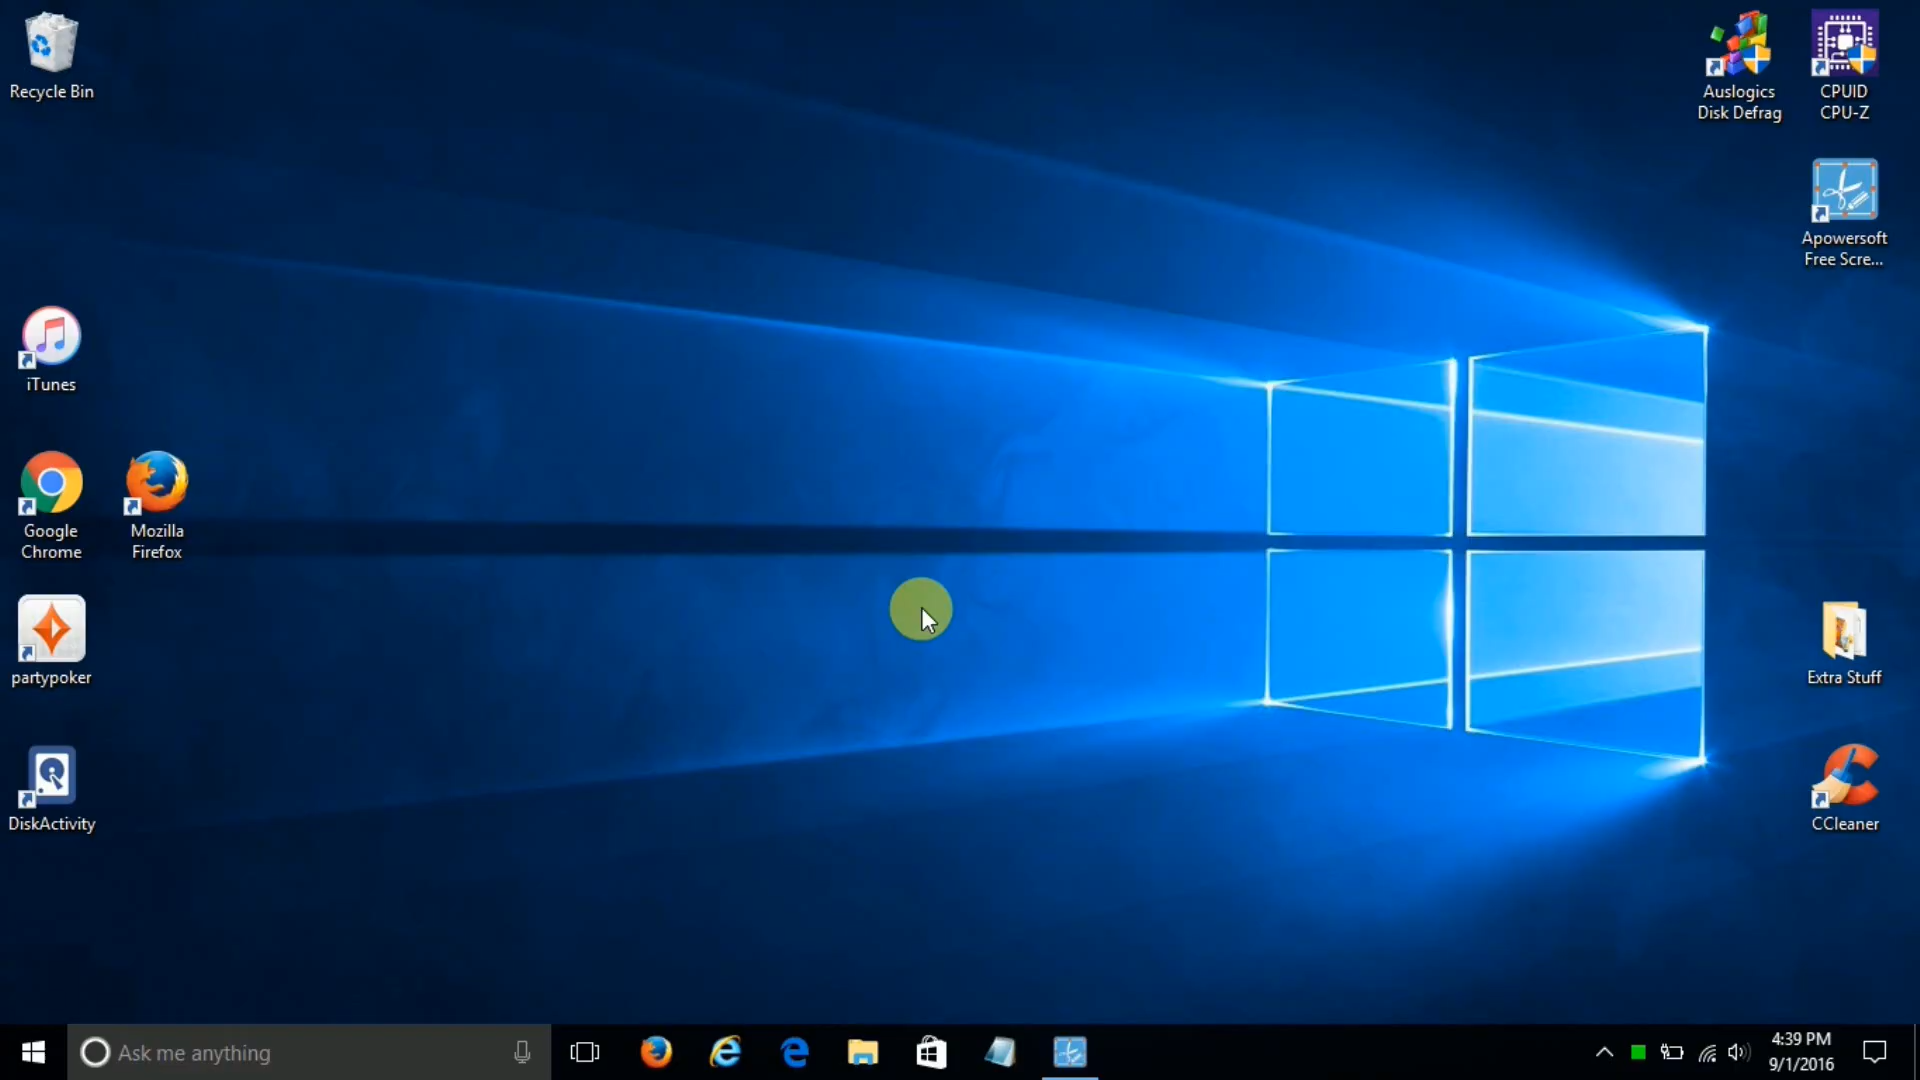 Recycle Bin
Auslogics
Disk Defrag
CPUID
CPU-Z
Apowersoft
Free Scre...
iTunes
Google
Chrome
Mozilla
Firefox
partypoker
Extra Stuff
DiskActivity
CCleaner
Ask me anything
4:39 PM
9/1/2016